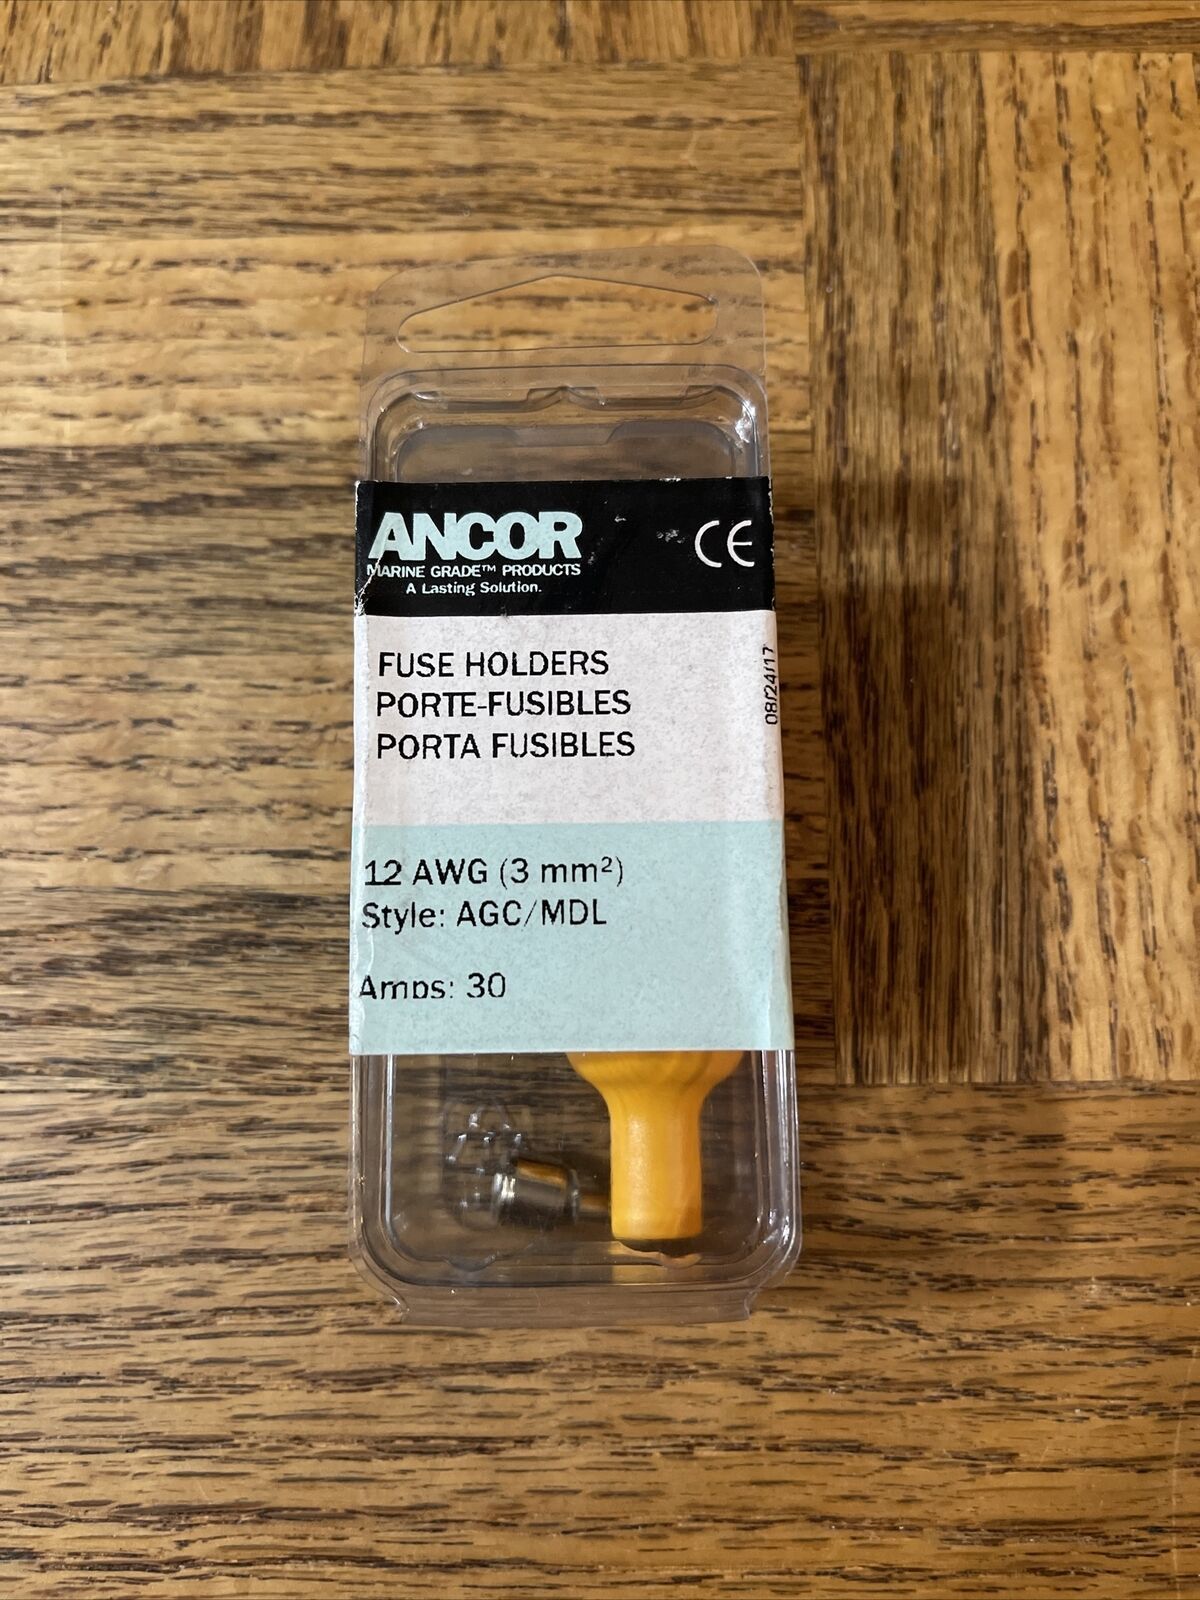 ANCOR
MARINE GRADE™ PRODUCTS
A Lasting Solution.
CE
FUSE HOLDERS
PORTE-FUSIBLES
PORTA FUSIBLES
08/24/17
12 AWG (3 mm²)
Style: AGC/MDL
Amps: 30